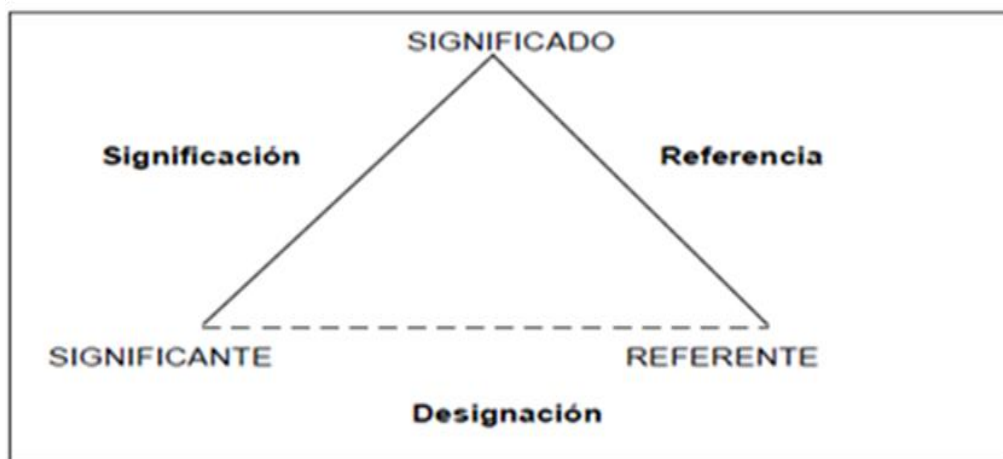 SIGNIFICADO
Significación
Referencia
SIGNIFICANTE
REFERENTE
Designación